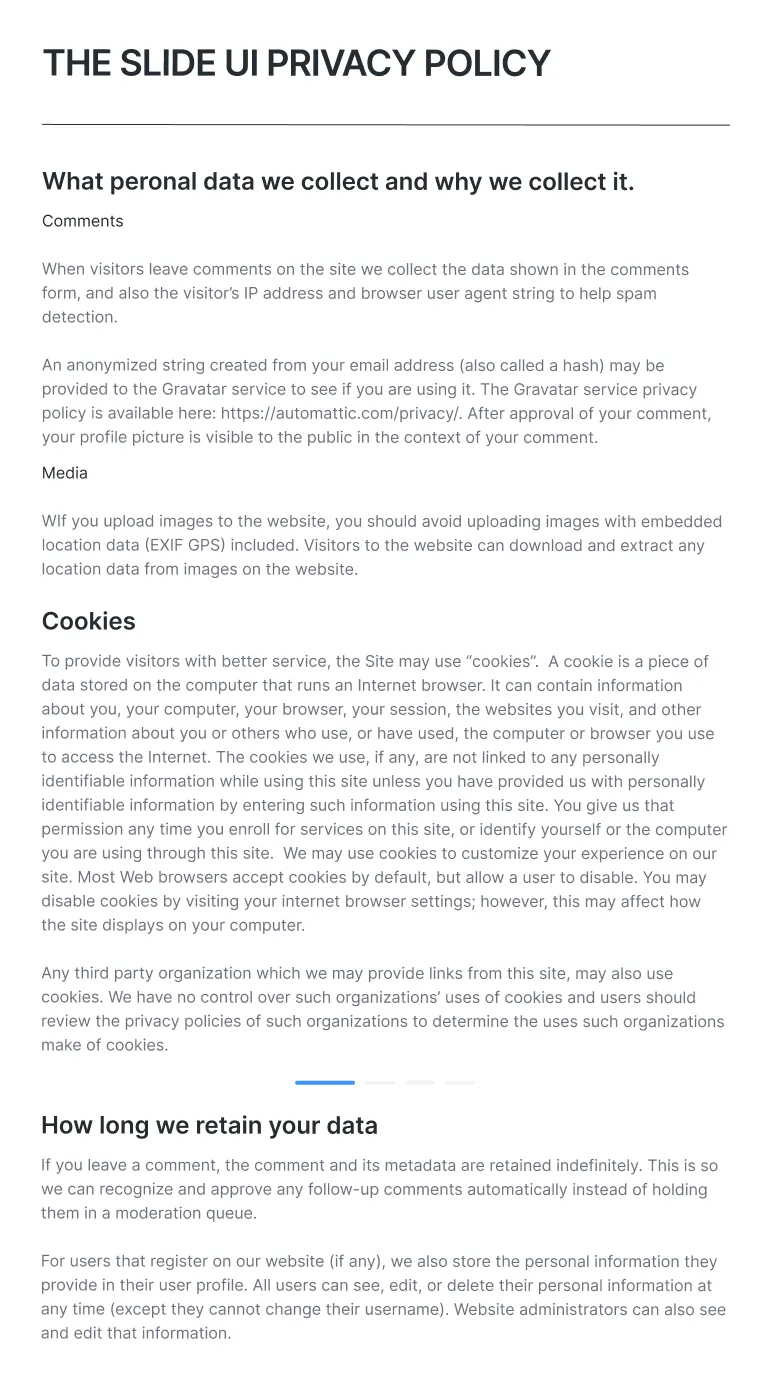 THE SLIDE UI PRIVACY POLICY
What peronal data we collect and why we collect it.
Comments
When visitors leave comments on the site we collect the data shown in the comments
form, and also the visitor’s IP address and browser user agent string to help spam
detection.
An anonymized string created from your email address (also called a hash) may be
provided to the Gravatar service to see if you are using it. The Gravatar service privacy
policy is available here: https://automattic.com/privacy/. After approval of your comment,
your profile picture is visible to the public in the context of your comment.
Media
WIf you upload images to the website, you should avoid uploading images with embedded
location data (EXIF GPS) included. Visitors to the website can download and extract any
location data from images on the website.
Cookies
To provide visitors with better service, the Site may use “cookies”.  A cookie is a piece of
data stored on the computer that runs an Internet browser. It can contain information
about you, your computer, your browser, your session, the websites you visit, and other
information about you or others who use, or have used, the computer or browser you use
to access the Internet. The cookies we use, if any, are not linked to any personally
identifiable information while using this site unless you have provided us with personally
identifiable information by entering such information using this site. You give us that
permission any time you enroll for services on this site, or identify yourself or the computer
you are using through this site.  We may use cookies to customize your experience on our
site. Most Web browsers accept cookies by default, but allow a user to disable. You may
disable cookies by visiting your internet browser settings; however, this may affect how
the site displays on your computer.
Any third party organization which we may provide links from this site, may also use
cookies. We have no control over such organizations’ uses of cookies and users should
review the privacy policies of such organizations to determine the uses such organizations
make of cookies.
How long we retain your data
If you leave a comment, the comment and its metadata are retained indefinitely. This is so
we can recognize and approve any follow-up comments automatically instead of holding
them in a moderation queue.
For users that register on our website (if any), we also store the personal information they
provide in their user profile. All users can see, edit, or delete their personal information at
any time (except they cannot change their username). Website administrators can also see
and edit that information.